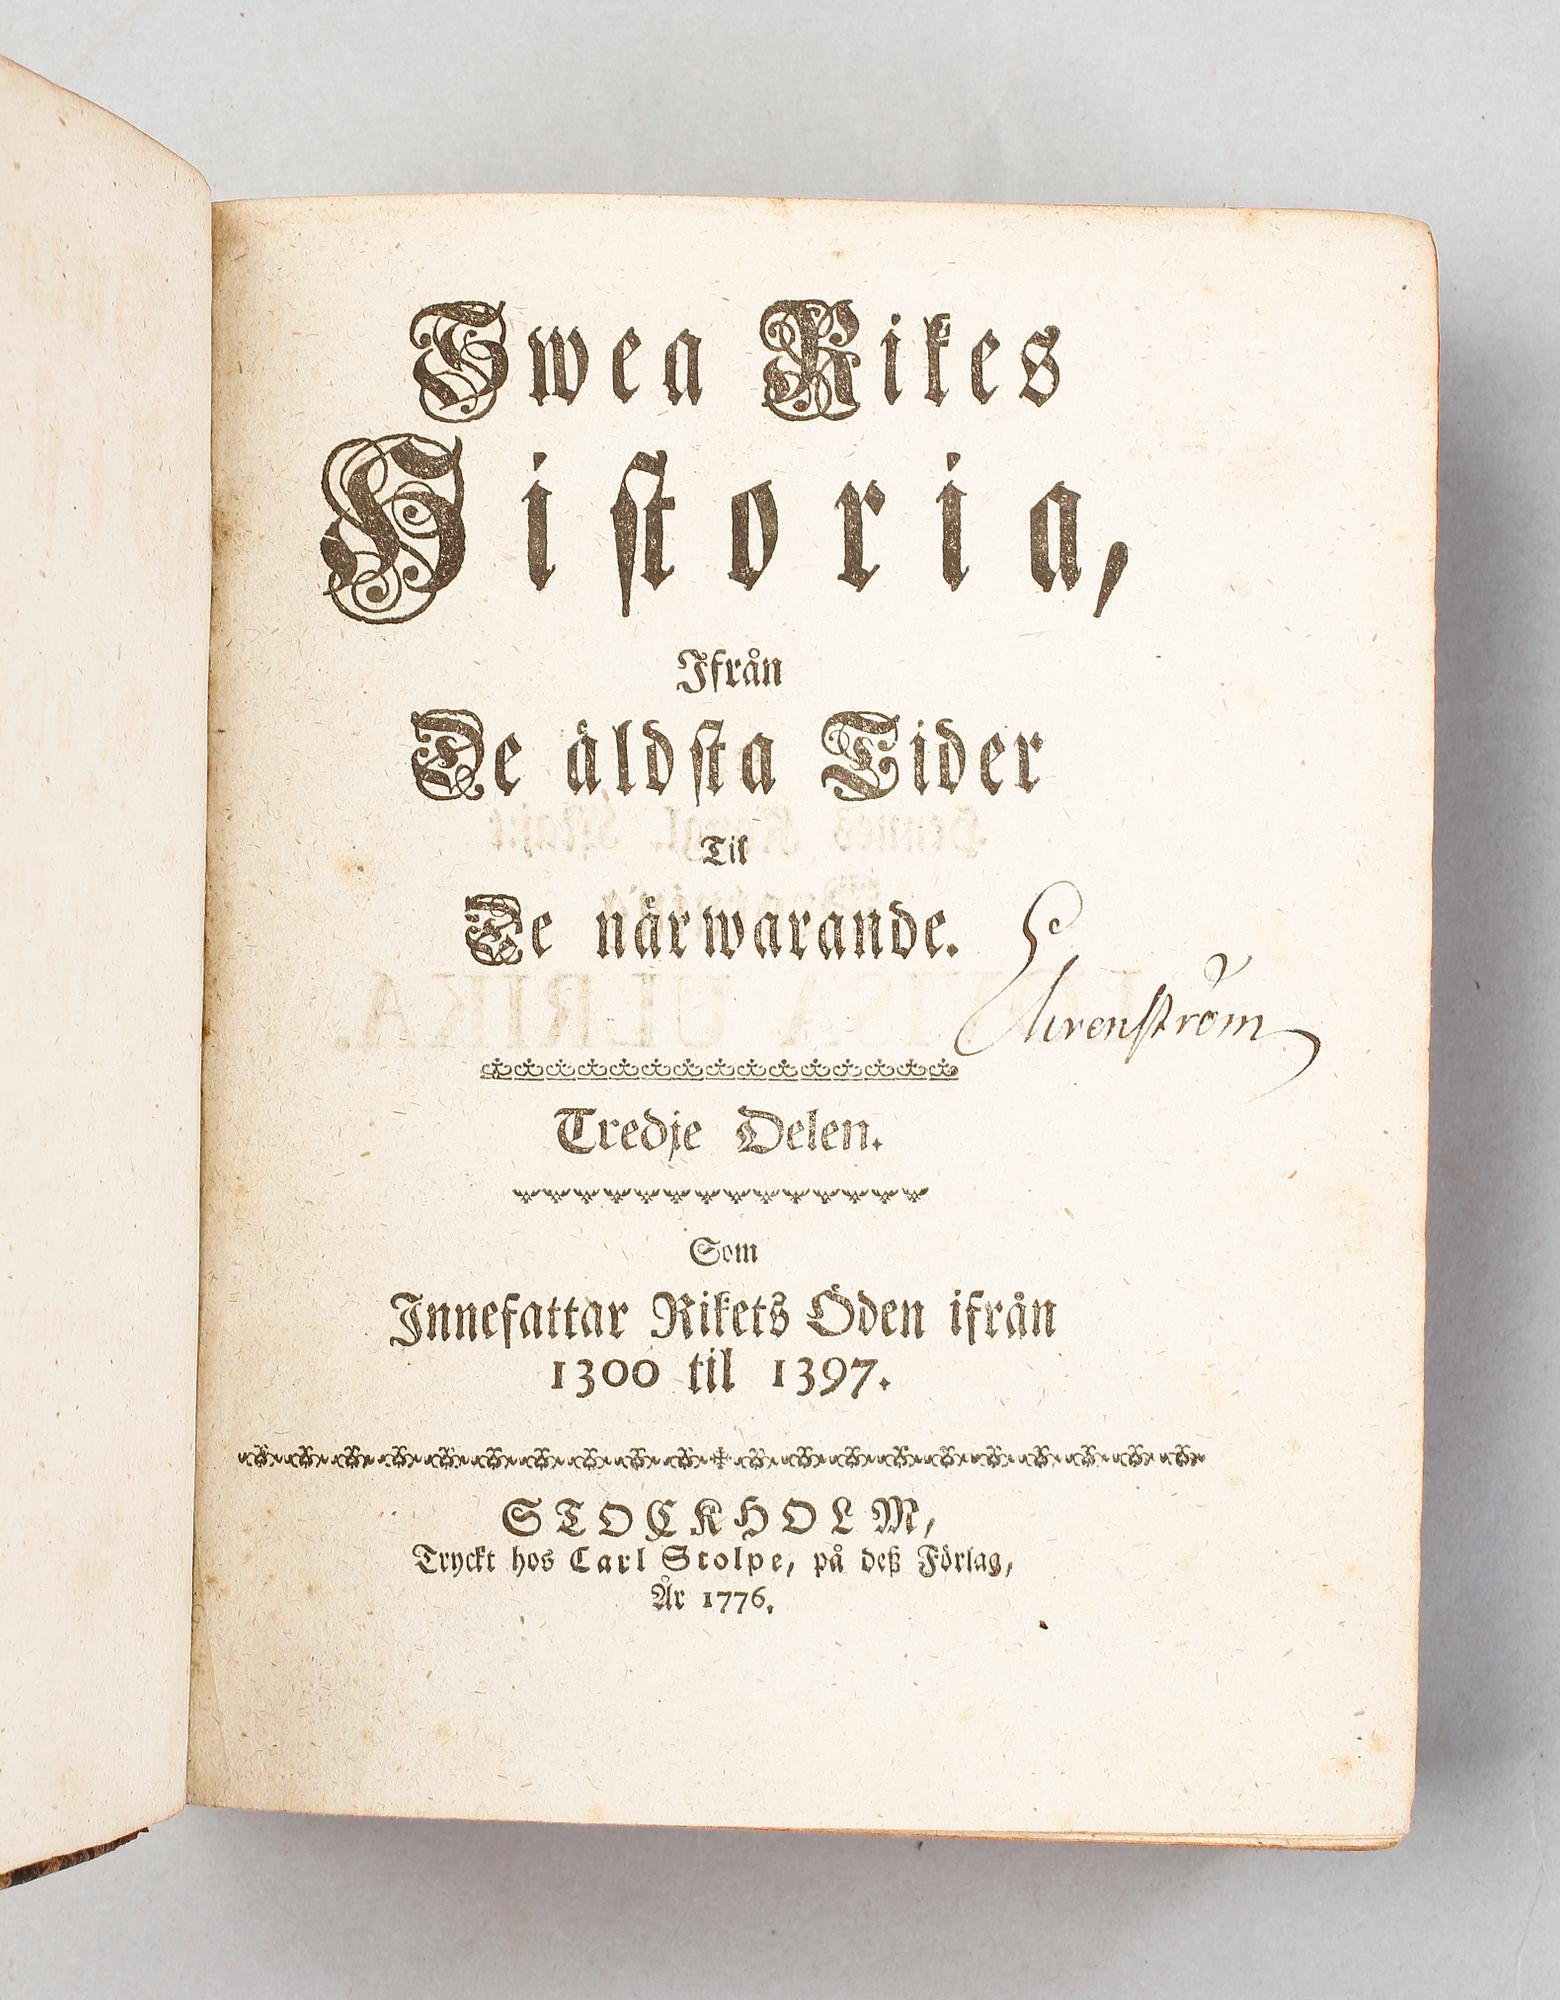 Swea Rikes
Historia,
Ifrån
De äldsta Tider
Til
De närwarande.
Ehrenström
Tredje Delen.
Som
Innefattar Rikets Öden ifrån
1300 til 1397.
STOCKHOLM,
Tryckt hos Carl Stolpe, på deß Förlag,
År 1776.